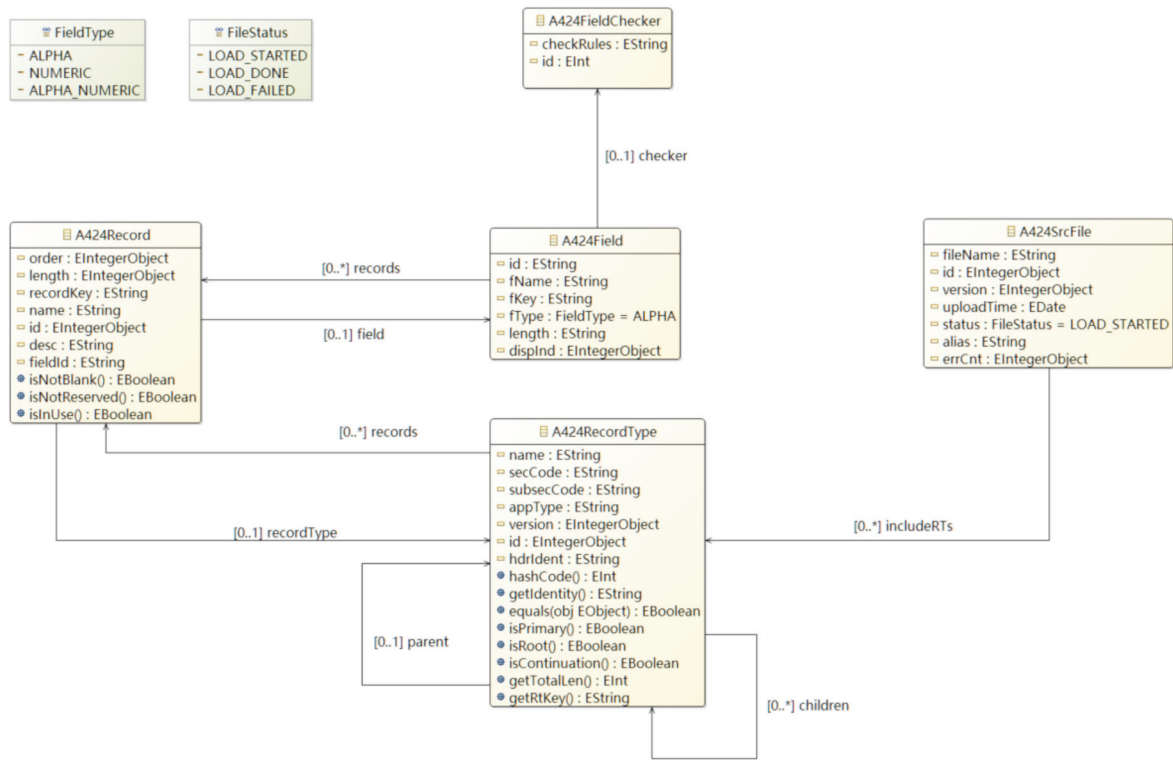 FieldType
ALPHA
NUMERIC
ALPHA_NUMERIC
FileStatus
LOAD_STARTED
LOAD_DONE
LOAD_FAILED
A424FieldChecker
checkRules : EString
id : EInt
[0..1] checker
A424Record
order : EIntegerObject
length : EIntegerObject
recordKey : EString
name : EString
id : EIntegerObject
desc : EString
fieldId : EString
isNotBlank() : EBoolean
isNotReserved() : EBoolean
isInUse() : EBoolean
[0..*] records
[0..1] field
A424Field
id : EString
fName : EString
fKey : EString
fType : FieldType = ALPHA
length : EString
dispInd : EIntegerObject
A424SrcFile
fileName : EString
id : EIntegerObject
version : EIntegerObject
uploadTime : EDate
status : FileStatus = LOAD_STARTED
alias : EString
errCnt : EIntegerObject
[0..*] records
[0..1] recordType
A424RecordType
name : EString
secCode : EString
subsecCode : EString
appType : EString
version : EIntegerObject
id : EIntegerObject
hdrIdent : EString
hashCode() : EInt
getIdentity() : EString
equals(obj EObject) : EBoolean
isPrimary() : EBoolean
isRoot() : EBoolean
isContinuation() : EBoolean
getTotalLen() : EInt
getRtKey() : EString
[0..*] includeRTs
[0..1] parent
[0..*] children